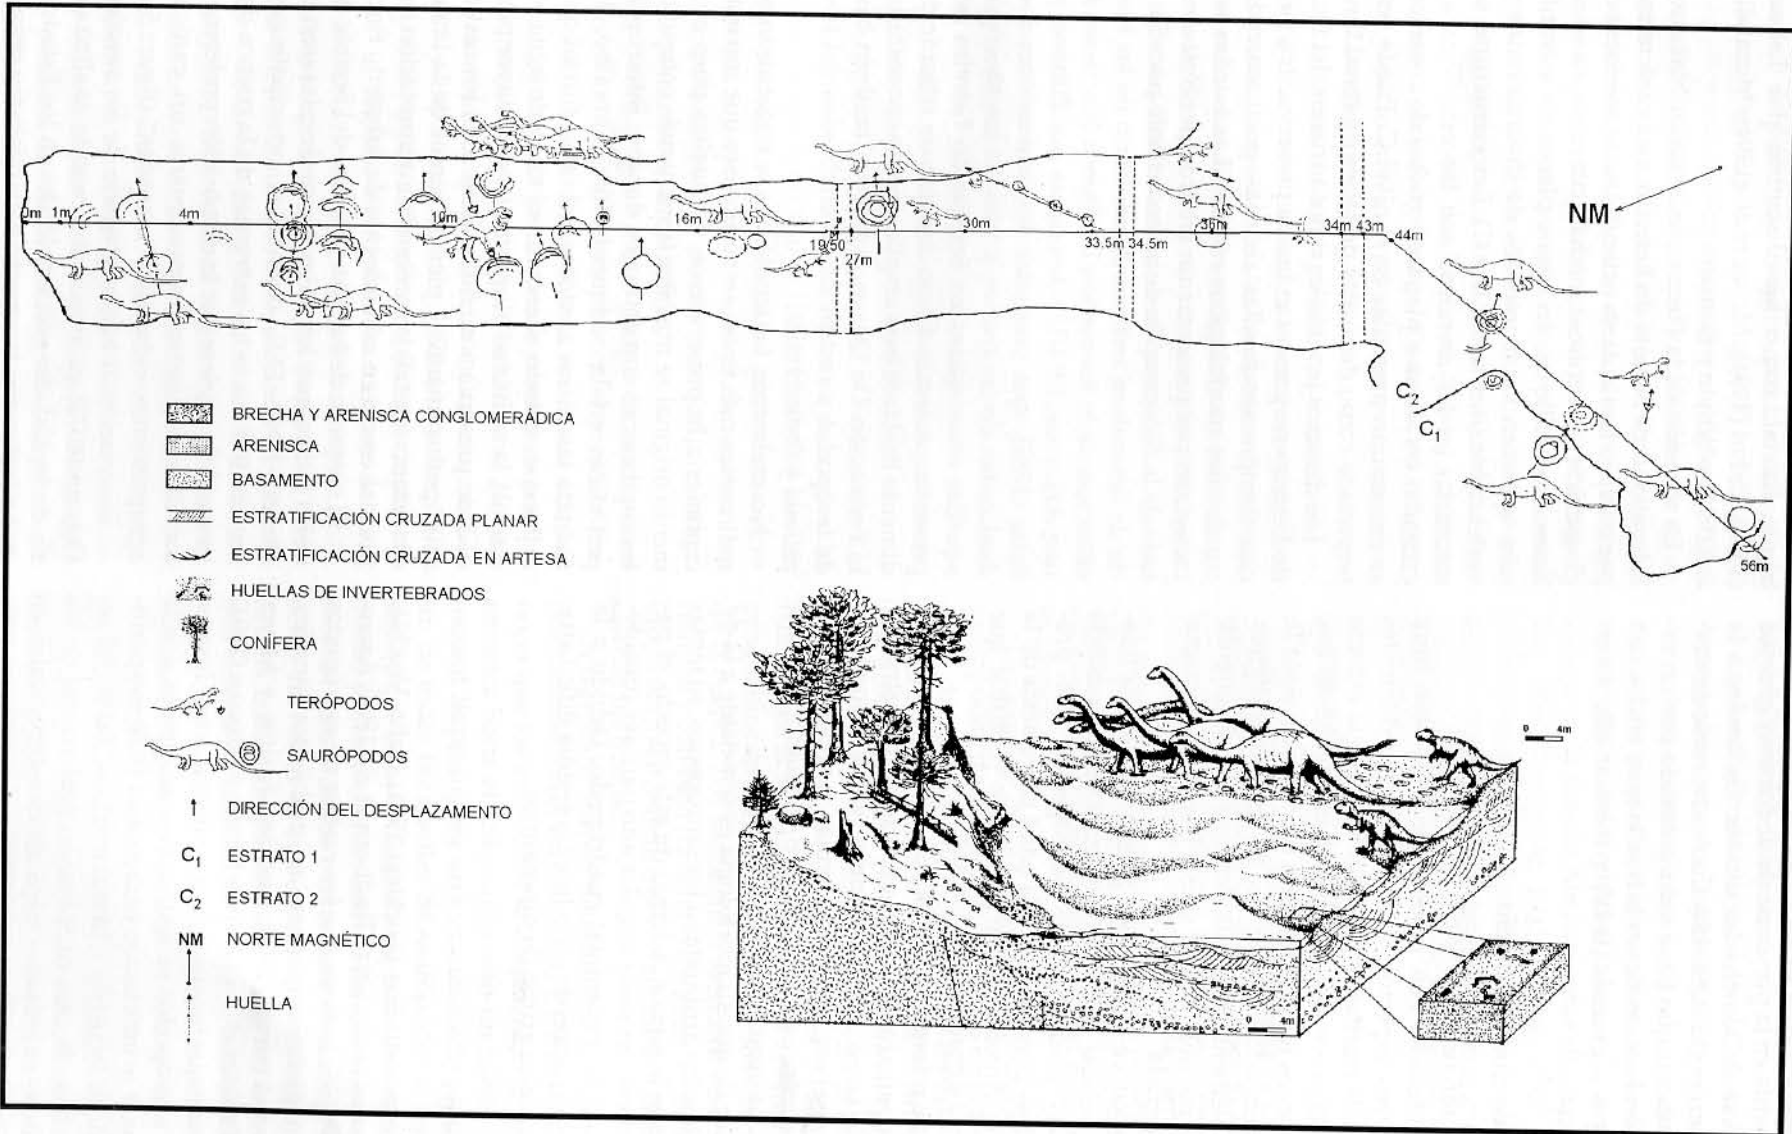 0m
1m
4m
10m
16m
19/50
27m
30m
33.5m
34.5m
36m
34m
43m
44m
NM
C2
C1
56m
BRECHA Y ARENISCA CONGLOMERÁDICA
ARENISCA
BASAMENTO
ESTRATIFICACIÓN CRUZADA PLANAR
ESTRATIFICACIÓN CRUZADA EN ARTESA
HUELLAS DE INVERTEBRADOS
CONÍFERA
TERÓPODOS
SAURÓPODOS
DIRECCIÓN DEL DESPLAZAMENTO
C1 ESTRATO 1
C2 ESTRATO 2
NM NORTE MAGNÉTICO
HUELLA
0 4m
0 4m